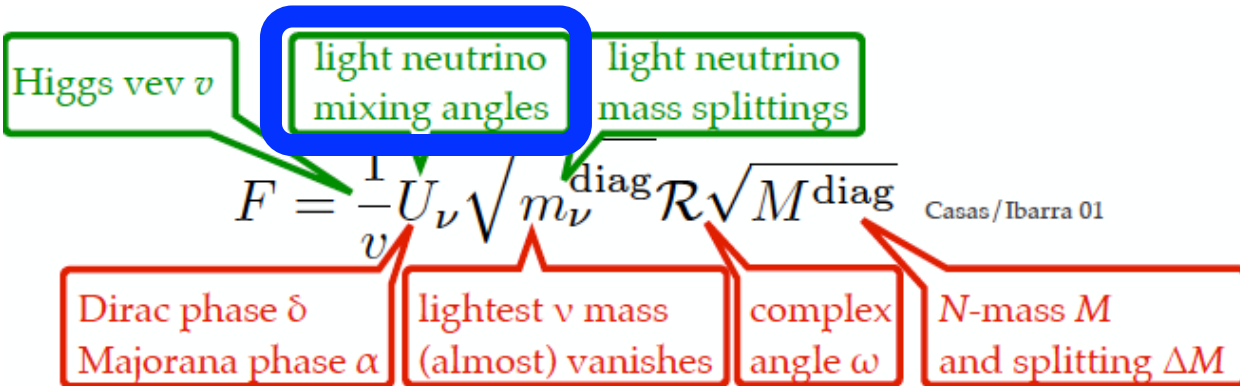 Higgs vev v
light neutrino
mixing angles
light neutrino
mass splittings
F = 1/v U_ν √m_ν^diag R √M^diag
Casas/Ibarra 01
Dirac phase δ
Majorana phase α
lightest ν mass
(almost) vanishes
complex
angle ω
N-mass M
and splitting ΔM